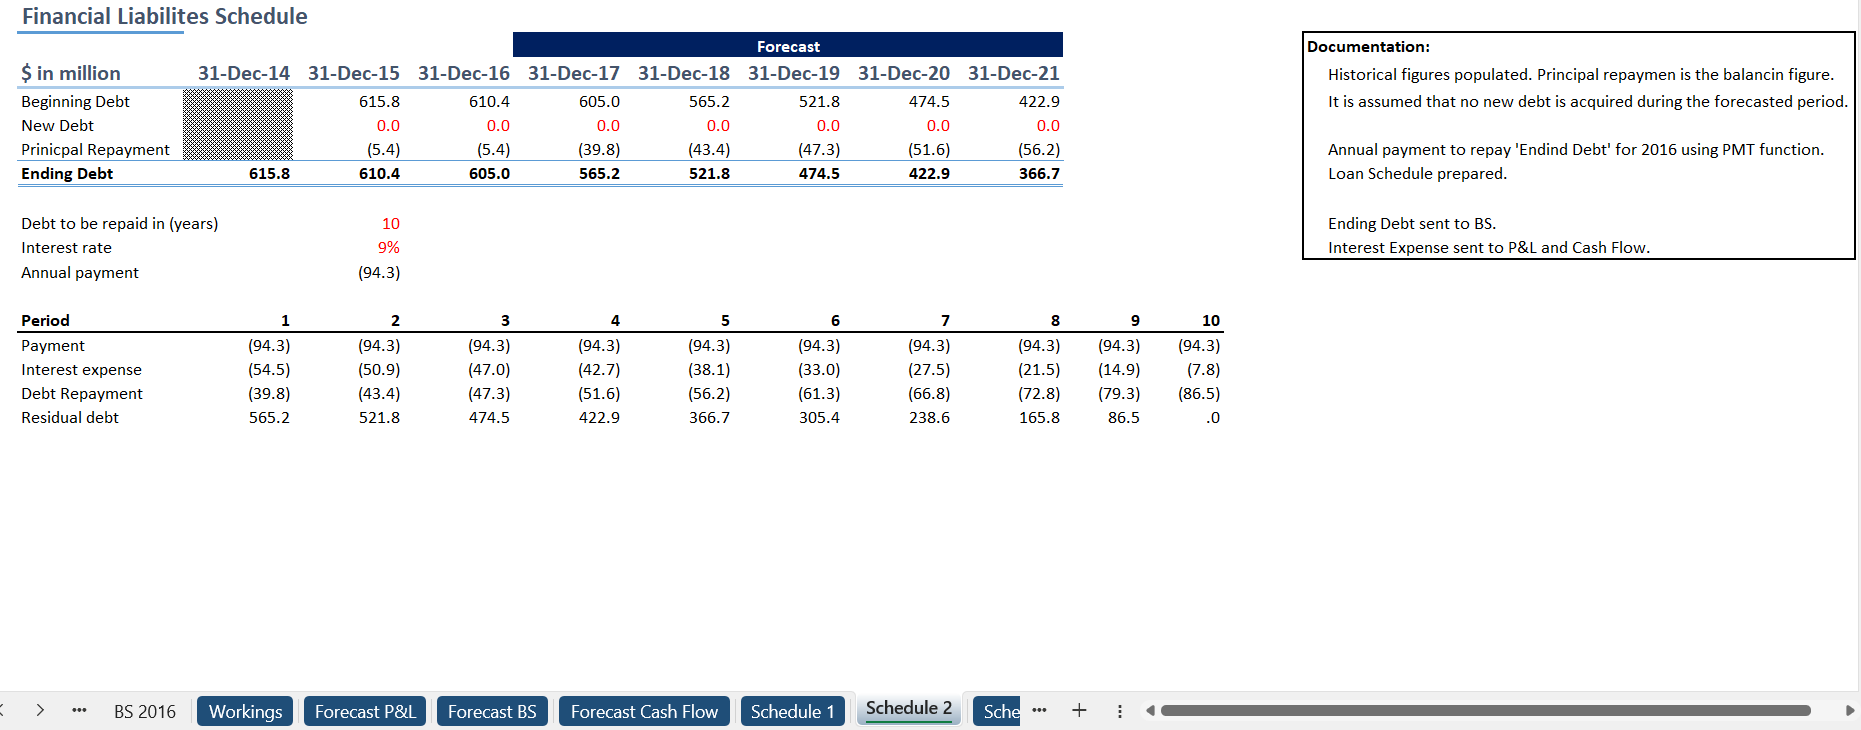 Financial Liabilites Schedule
Forecast
$ in million 31-Dec-14 31-Dec-15 31-Dec-16 31-Dec-17 31-Dec-18 31-Dec-19 31-Dec-20 31-Dec-21
Beginning Debt 615.8 610.4 605.0 565.2 521.8 474.5 422.9
New Debt 0.0 0.0 0.0 0.0 0.0 0.0 0.0
Prinicpal Repayment (5.4) (5.4) (39.8) (43.4) (47.3) (51.6) (56.2)
Ending Debt 615.8 610.4 605.0 565.2 521.8 474.5 422.9 366.7
Debt to be repaid in (years) 10
Interest rate 9%
Annual payment (94.3)
Period 1 2 3 4 5 6 7 8 9 10
Payment (94.3) (94.3) (94.3) (94.3) (94.3) (94.3) (94.3) (94.3) (94.3) (94.3)
Interest expense (54.5) (50.9) (47.0) (42.7) (38.1) (33.0) (27.5) (21.5) (14.9) (7.8)
Debt Repayment (39.8) (43.4) (47.3) (51.6) (56.2) (61.3) (66.8) (72.8) (79.3) (86.5)
Residual debt 565.2 521.8 474.5 422.9 366.7 305.4 238.6 165.8 86.5 .0
Documentation:
Historical figures populated. Principal repaymen is the balancin figure.
It is assumed that no new debt is acquired during the forecasted period.
Annual payment to repay 'Endind Debt' for 2016 using PMT function.
Loan Schedule prepared.
Ending Debt sent to BS.
Interest Expense sent to P&L and Cash Flow.
BS 2016 Workings Forecast P&L Forecast BS Forecast Cash Flow Schedule 1 Schedule 2 Sche